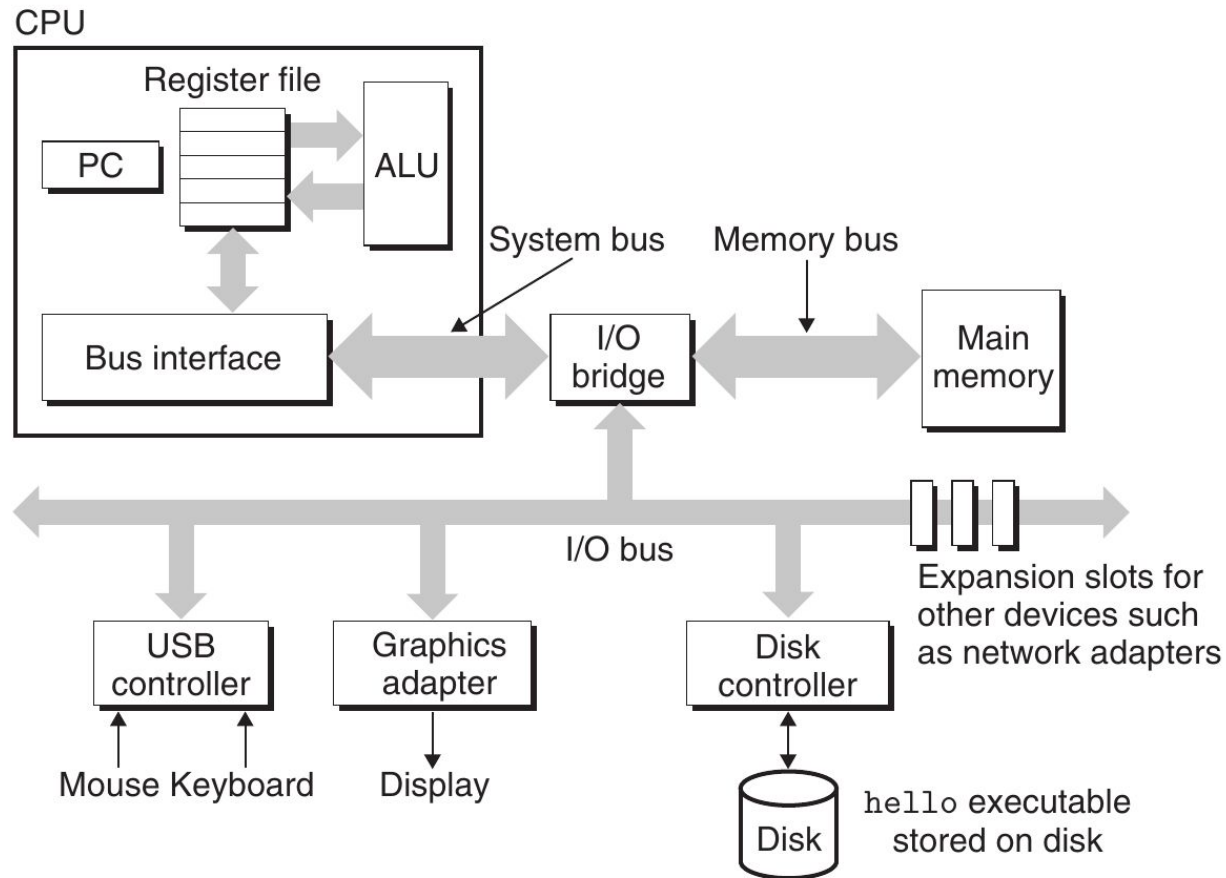 CPU
Register file
PC
ALU
System bus
Memory bus
Bus interface
I/O
bridge
Main
memory
I/O bus
Expansion slots for
other devices such
as network adapters
USB
controller
Graphics
adapter
Disk
controller
Mouse Keyboard
Display
Disk
hello executable
stored on disk